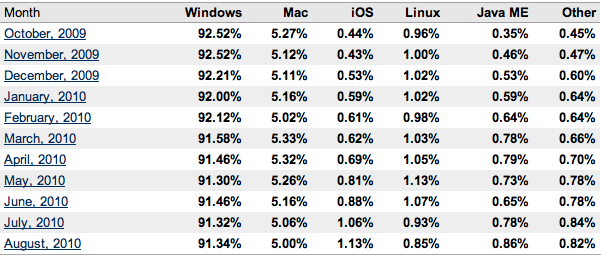 Month Windows Mac iOS Linux Java ME Other
October, 2009 92.52% 5.27% 0.44% 0.96% 0.35% 0.45%
November, 2009 92.52% 5.12% 0.43% 1.00% 0.46% 0.47%
December, 2009 92.21% 5.11% 0.53% 1.02% 0.53% 0.60%
January, 2010 92.00% 5.16% 0.59% 1.02% 0.59% 0.64%
February, 2010 92.12% 5.02% 0.61% 0.98% 0.64% 0.64%
March, 2010 91.58% 5.33% 0.62% 1.03% 0.78% 0.66%
April, 2010 91.46% 5.32% 0.69% 1.05% 0.79% 0.70%
May, 2010 91.30% 5.26% 0.81% 1.13% 0.73% 0.78%
June, 2010 91.46% 5.16% 0.88% 1.07% 0.65% 0.78%
July, 2010 91.32% 5.06% 1.06% 0.93% 0.78% 0.84%
August, 2010 91.34% 5.00% 1.13% 0.85% 0.86% 0.82%